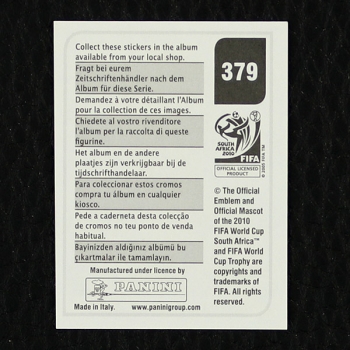 Collect these stickers in the album
available from your local shop.
Fragt bei eurem
Zeitschriftenhändler nach dem
Album für diese Serie.
Demandez à votre détaillant l'Album
pour la collection de ces images.
Chiedete al vostro rivenditore
l'album per la raccolta di queste
figurine.
Het album en de andere
plaatjes zijn verkrijgbaar bij de
tijdschrifthandelaar.
Para coleccionar estos cromos
compra tu álbum en cualquier
kiosco.
Pede a caderneta desta colecção
de cromos no teu ponto de venda
habitual.
Bayinizden aldığınız albümü bu
çıkartmalar ile tamamlayın.
Manufactured under licence by
PANINI
Made in Italy. www.paninigroup.com
379
SOUTH AFRICA
2010
FIFA
OFFICIAL LICENSED
PRODUCT
© The Official
Emblem and
Official Mascot
of the 2010
FIFA World Cup
South Africa™
and FIFA World
Cup Trophy are
copyrights and
trademarks of
FIFA. All rights
reserved.